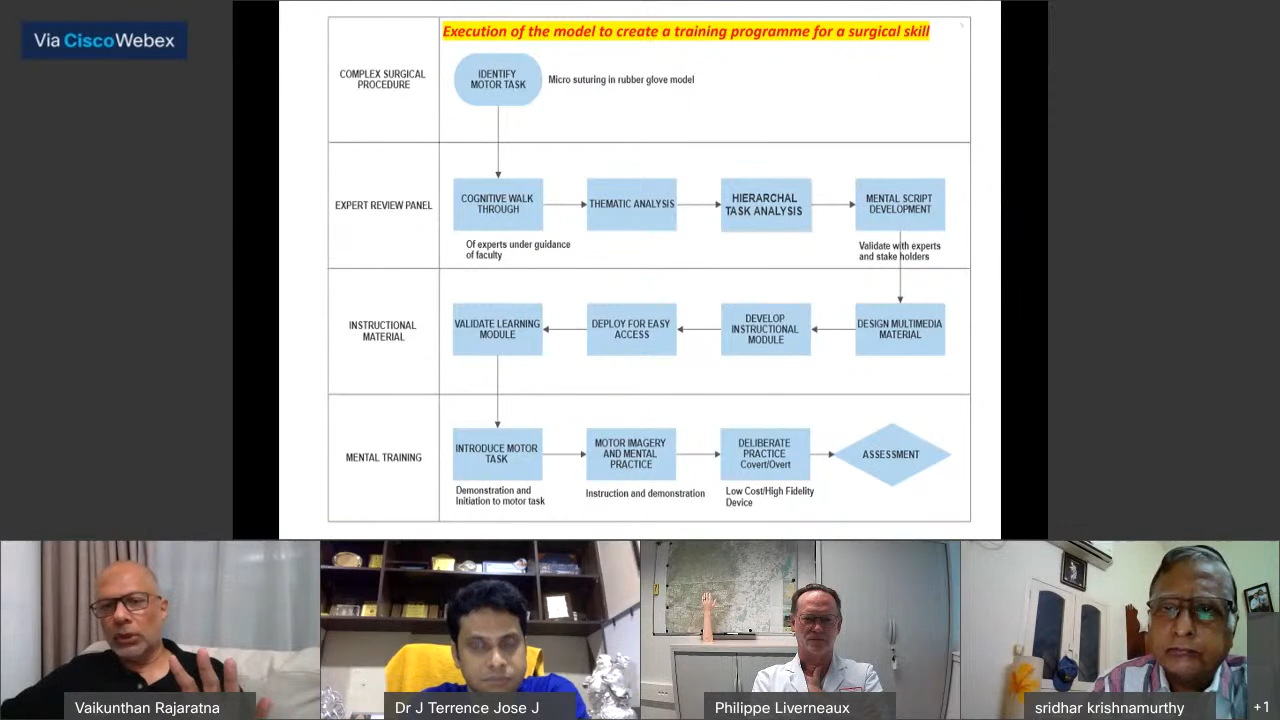 Via Cisco Webex
Execution of the model to create a training programme for a surgical skill
COMPLEX SURGICAL
PROCEDURE
IDENTIFY
MOTOR TASK
Micro suturing in rubber glove model
EXPERT REVIEW PANEL
COGNITIVE WALK
THROUGH
THEMATIC ANALYSIS
HIERARCHAL
TASK ANALYSIS
MENTAL SCRIPT
DEVELOPMENT
Of experts under guidance
of faculty
Validate with experts
and stake holders
INSTRUCTIONAL
MATERIAL
VALIDATE LEARNING
MODULE
DEPLOY FOR EASY
ACCESS
DEVELOP
INSTRUCTIONAL
MODULE
DESIGN MULTIMEDIA
MATERIAL
MENTAL TRAINING
INTRODUCE MOTOR
TASK
MOTOR IMAGERY
AND MENTAL
PRACTICE
DELIBERATE
PRACTICE
Covert/Overt
ASSESSMENT
Demonstration and
Initiation to motor task
Instruction and demonstration
Low Cost/High Fidelity
Device
Vaikunthan Rajaratna
Dr J Terrence Jose J
Philippe Liverneaux
sridhar krishnamurthy
+1